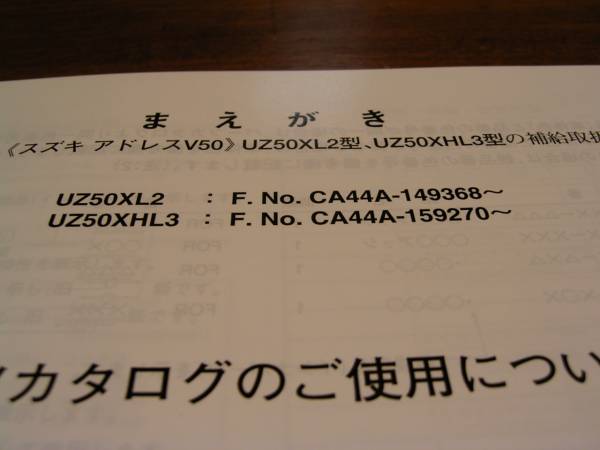 まえがき
《スズキ アドレスV50》UZ50XL2型、UZ50XHL3型の補給取扱
UZ50XL2 : F. No. CA44A-149368～
UZ50XHL3 : F. No. CA44A-159270～
カタログのご使用につい